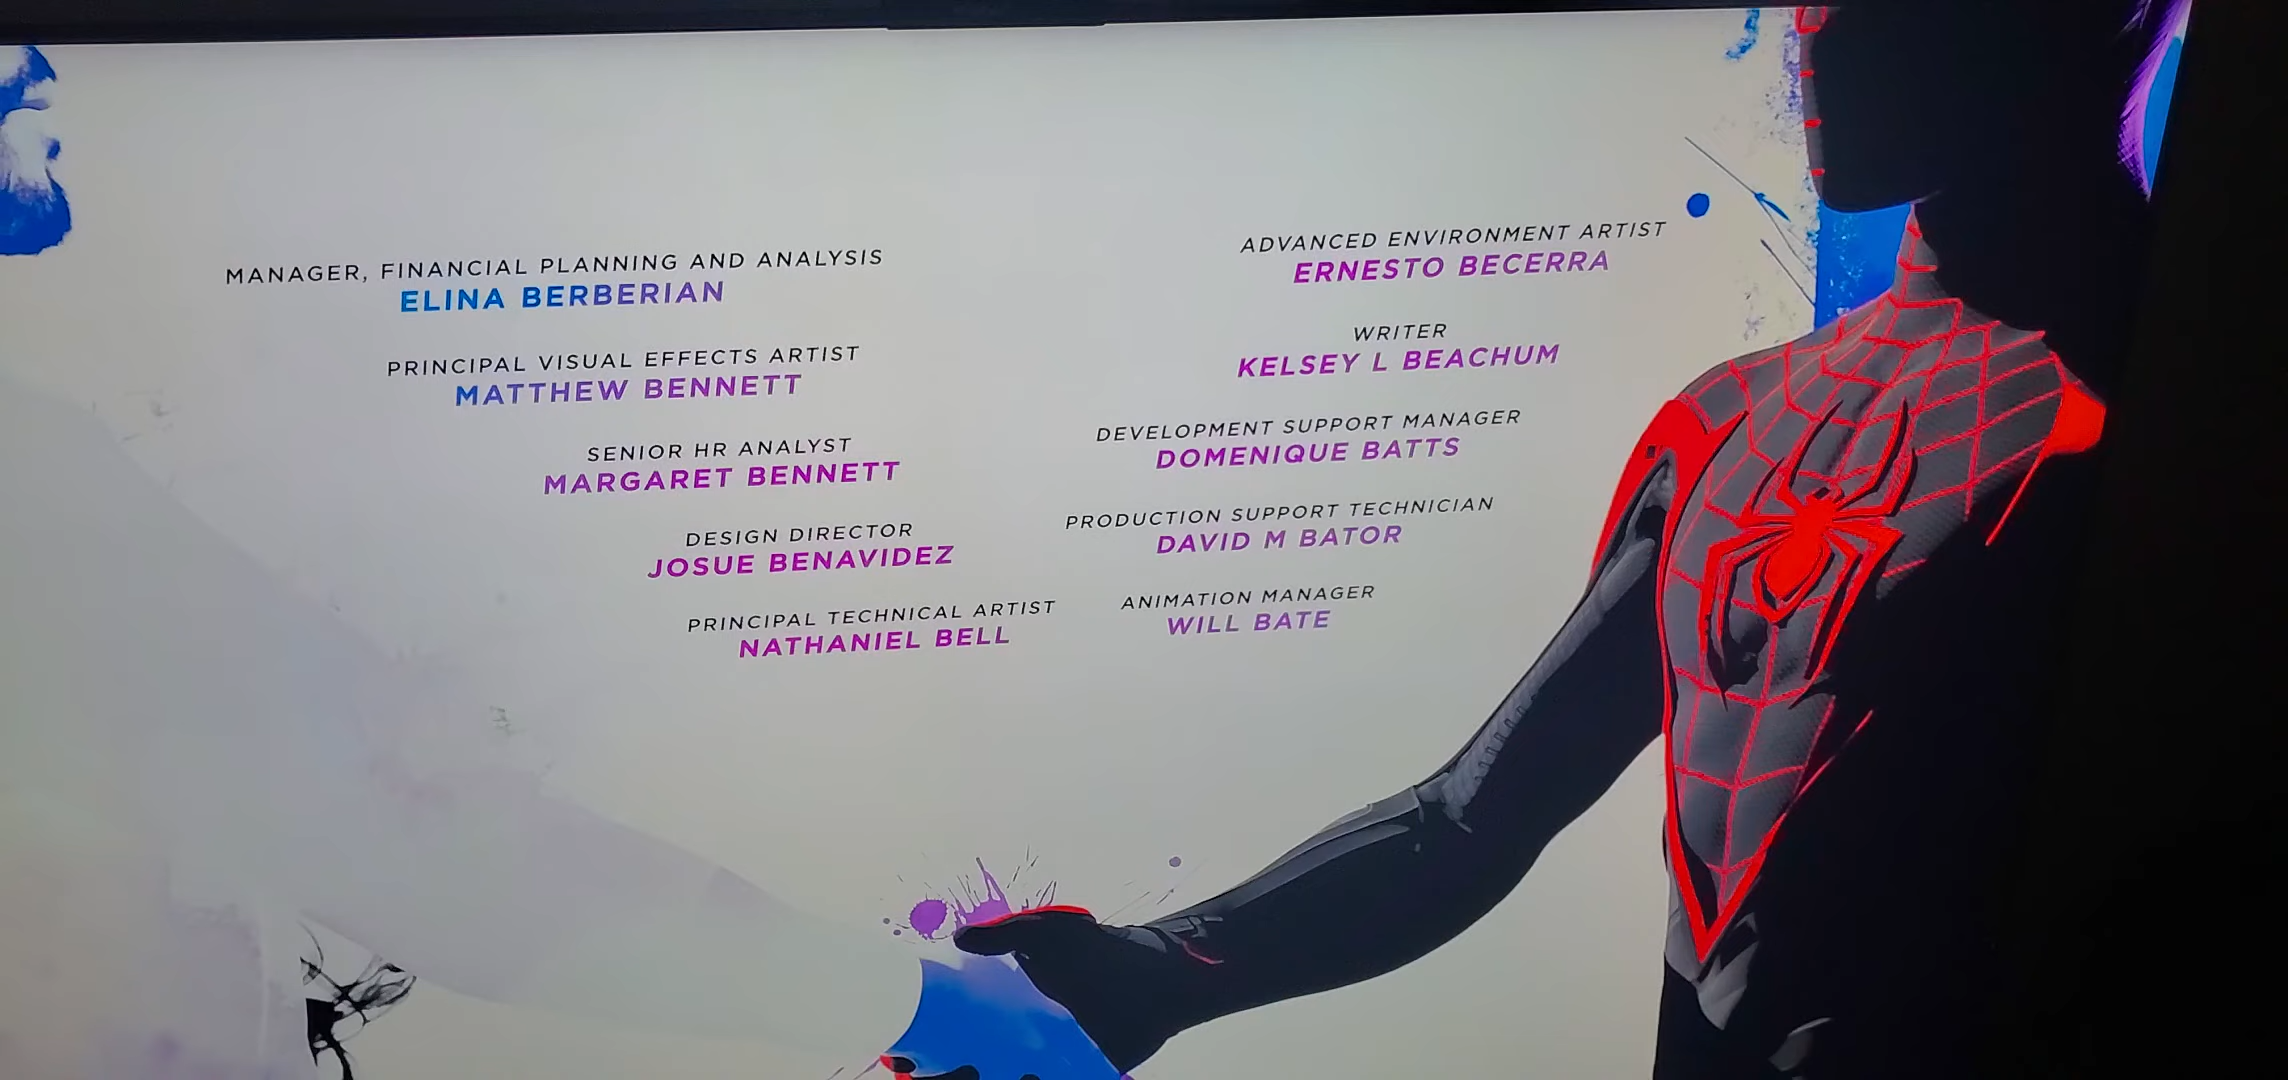 MANAGER, FINANCIAL PLANNING AND ANALYSIS
ELINA BERBERIAN
PRINCIPAL VISUAL EFFECTS ARTIST
MATTHEW BENNETT
SENIOR HR ANALYST
MARGARET BENNETT
DESIGN DIRECTOR
JOSUE BENAVIDEZ
PRINCIPAL TECHNICAL ARTIST
NATHANIEL BELL
ADVANCED ENVIRONMENT ARTIST
ERNESTO BECERRA
WRITER
KELSEY L BEACHUM
DEVELOPMENT SUPPORT MANAGER
DOMENIQUE BATTS
PRODUCTION SUPPORT TECHNICIAN
DAVID M BATOR
ANIMATION MANAGER
WILL BATE